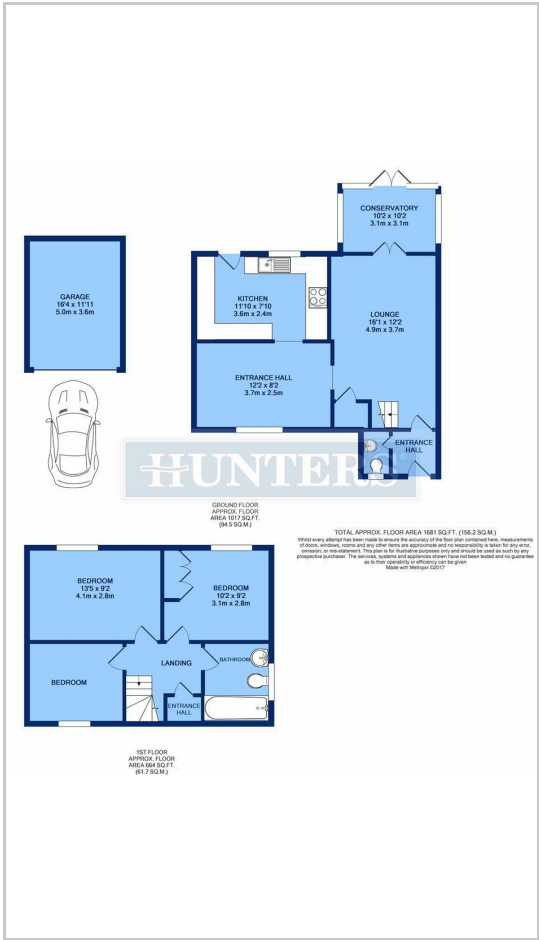 CONSERVATORY
10'2 x 10'2
3.1m x 3.1m
GARAGE
16'4 x 11'11
5.0m x 3.6m
KITCHEN
11'10 x 7'10
3.6m x 2.4m
LOUNGE
16'1 x 12'2
4.9m x 3.7m
ENTRANCE HALL
12'2 x 8'2
3.7m x 2.5m
ENTRANCE
HALL
HUNTERS
GROUND FLOOR
APPROX. FLOOR
AREA 1017 SQ.FT.
(94.5 SQ.M.)
TOTAL APPROX. FLOOR AREA 1681 SQ.FT. (156.2 SQ.M.)
Whilst every attempt has been made to ensure the accuracy of the floor plan contained here, measurements
of doors, windows, rooms and any other items are approximate and no responsibility is taken for any error,
omission, or mis-statement. This plan is for illustrative purposes only and should be used as such by any
prospective purchaser. The services, systems and appliances shown have not been tested and no guarantee
as to their operability or efficiency can be given
Made with Metropix ©2017
BEDROOM
13'5 x 9'2
4.1m x 2.8m
BEDROOM
10'2 x 9'2
3.1m x 2.8m
BEDROOM
LANDING
BATHROOM
ENTRANCE
HALL
1ST FLOOR
APPROX. FLOOR
AREA 664 SQ.FT.
(61.7 SQ.M.)